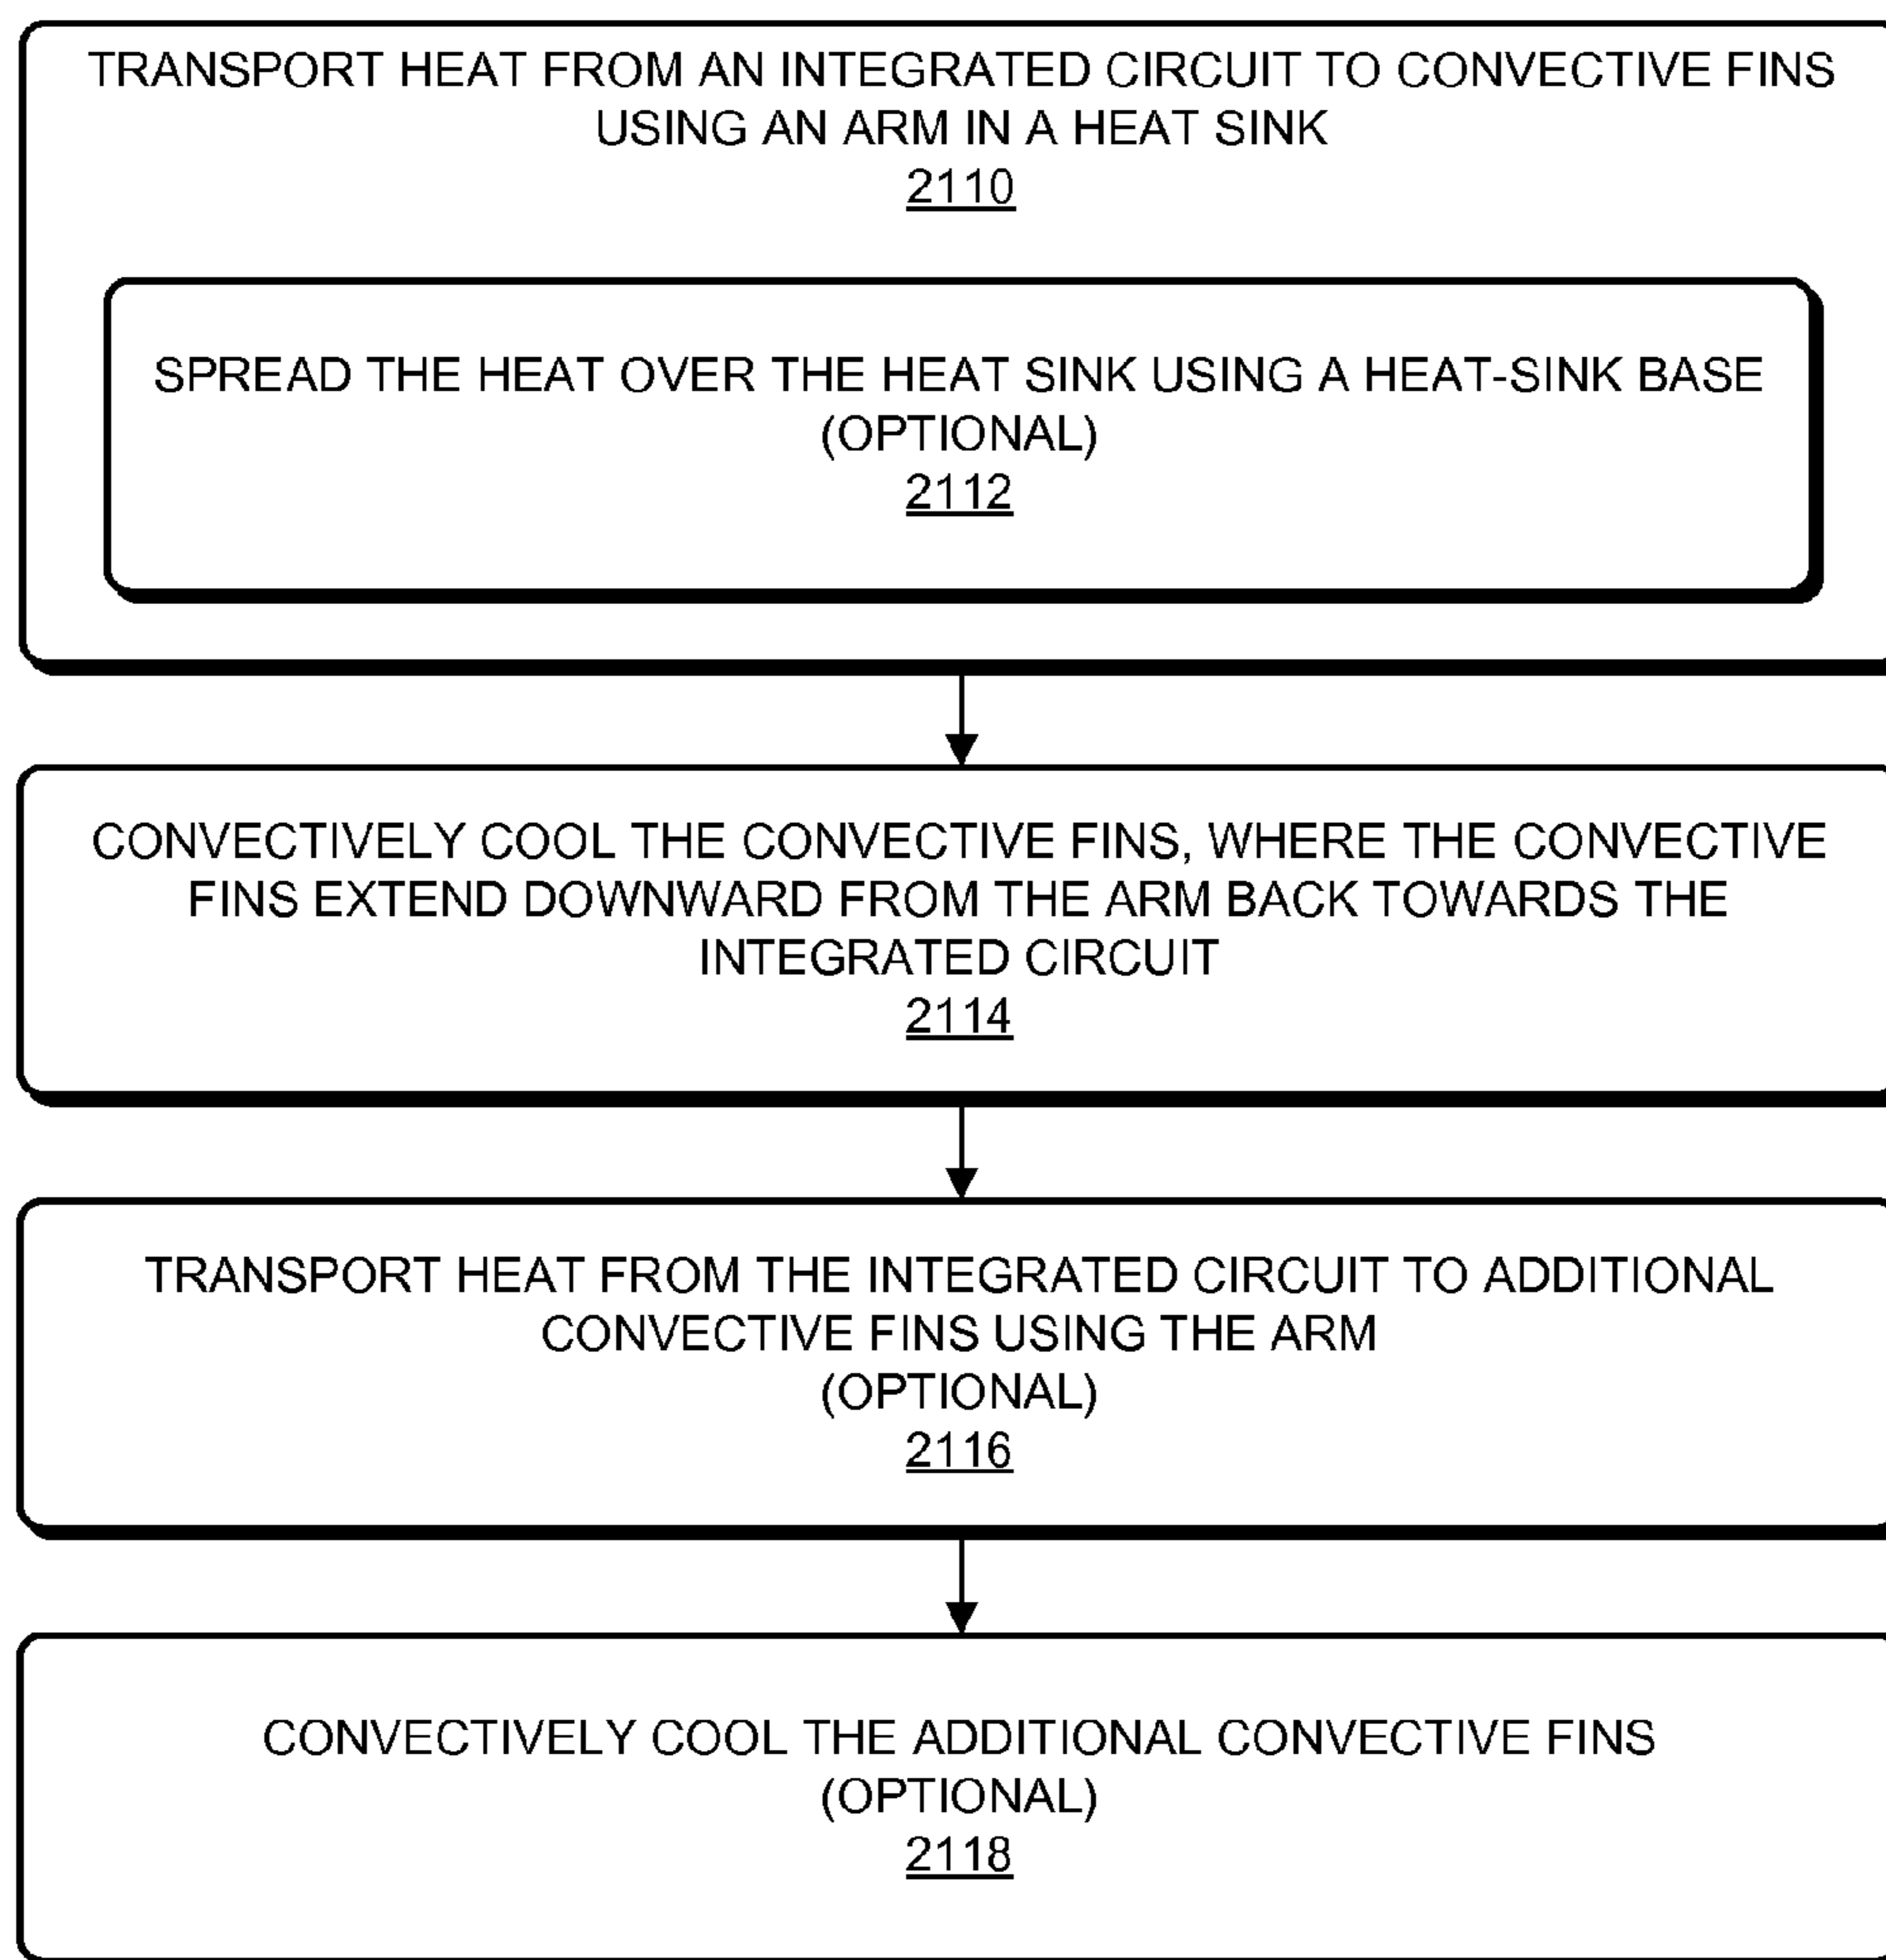 TRANSPORT HEAT FROM AN INTEGRATED CIRCUIT TO CONVECTIVE FINS
USING AN ARM IN A HEAT SINK
2110
SPREAD THE HEAT OVER THE HEAT SINK USING A HEAT-SINK BASE
(OPTIONAL)
2112
CONVECTIVELY COOL THE CONVECTIVE FINS, WHERE THE CONVECTIVE
FINS EXTEND DOWNWARD FROM THE ARM BACK TOWARDS THE
INTEGRATED CIRCUIT
2114
TRANSPORT HEAT FROM THE INTEGRATED CIRCUIT TO ADDITIONAL
CONVECTIVE FINS USING THE ARM
(OPTIONAL)
2116
CONVECTIVELY COOL THE ADDITIONAL CONVECTIVE FINS
(OPTIONAL)
2118